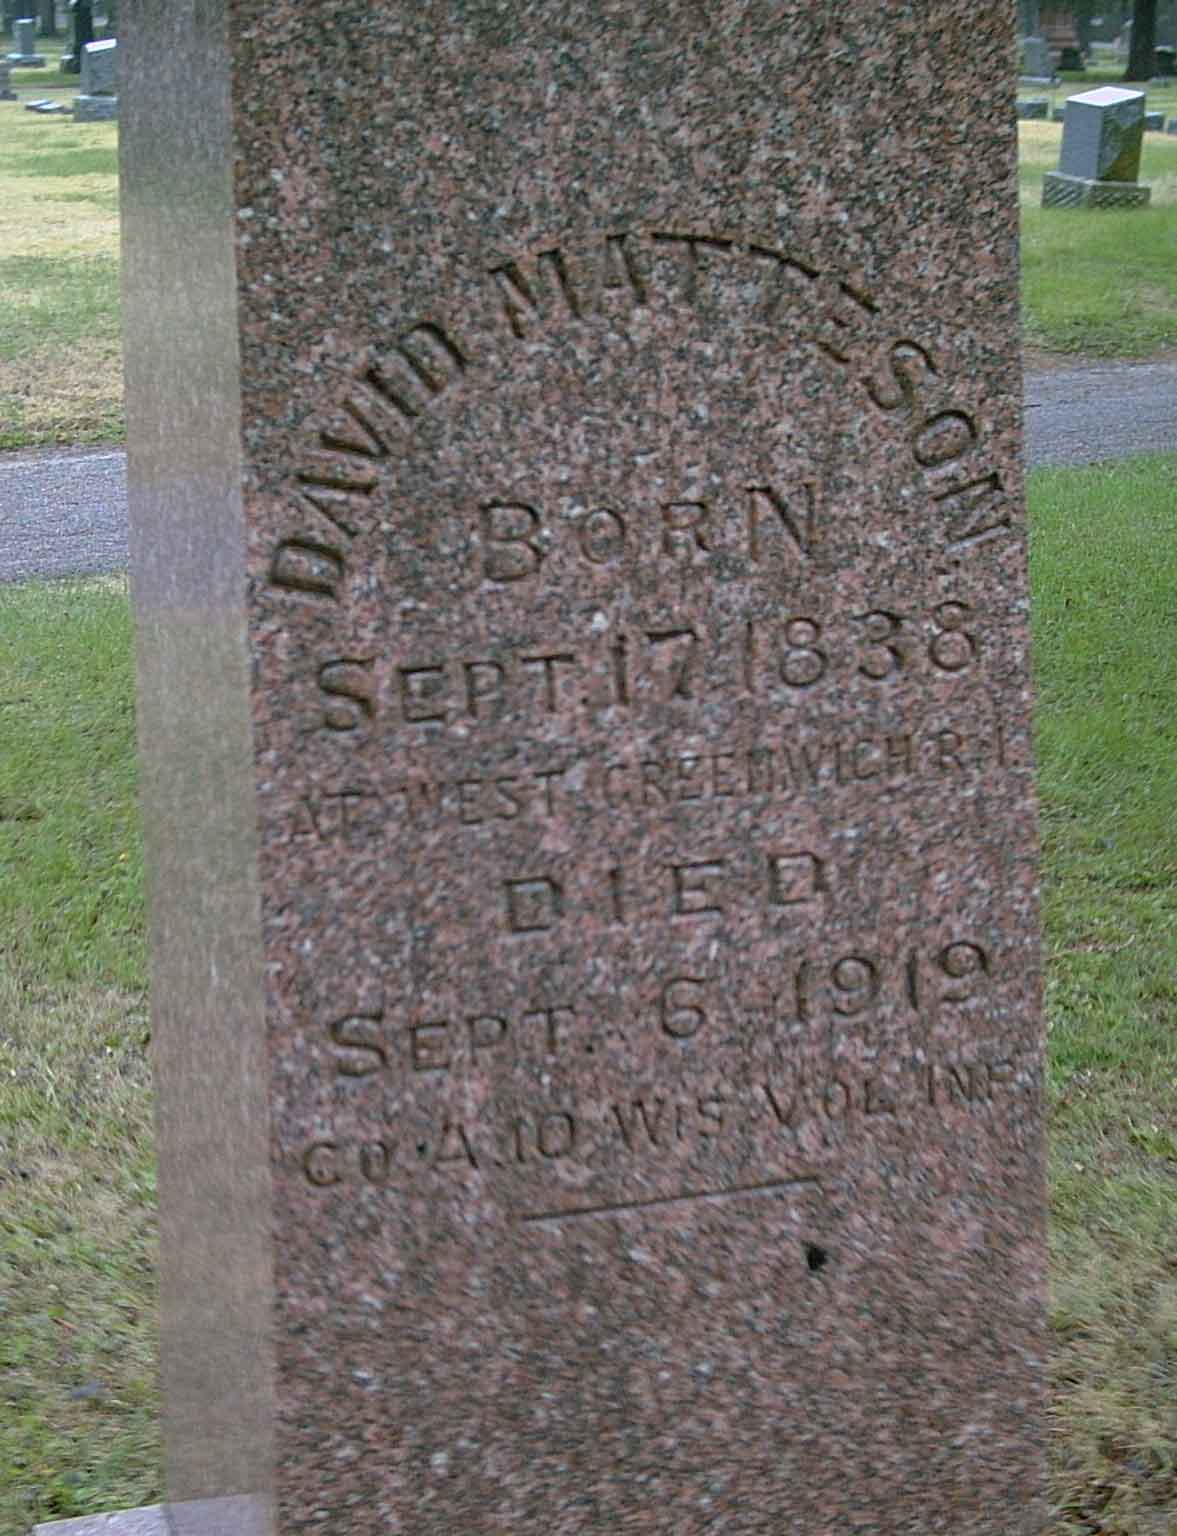 DAVID MATTESON,
BORN
SEPT. 17 1838
AT WEST GREENWICH R.I.
DIED
SEPT. 6 1919
CO. A. 10 WIS. VOL. INF.